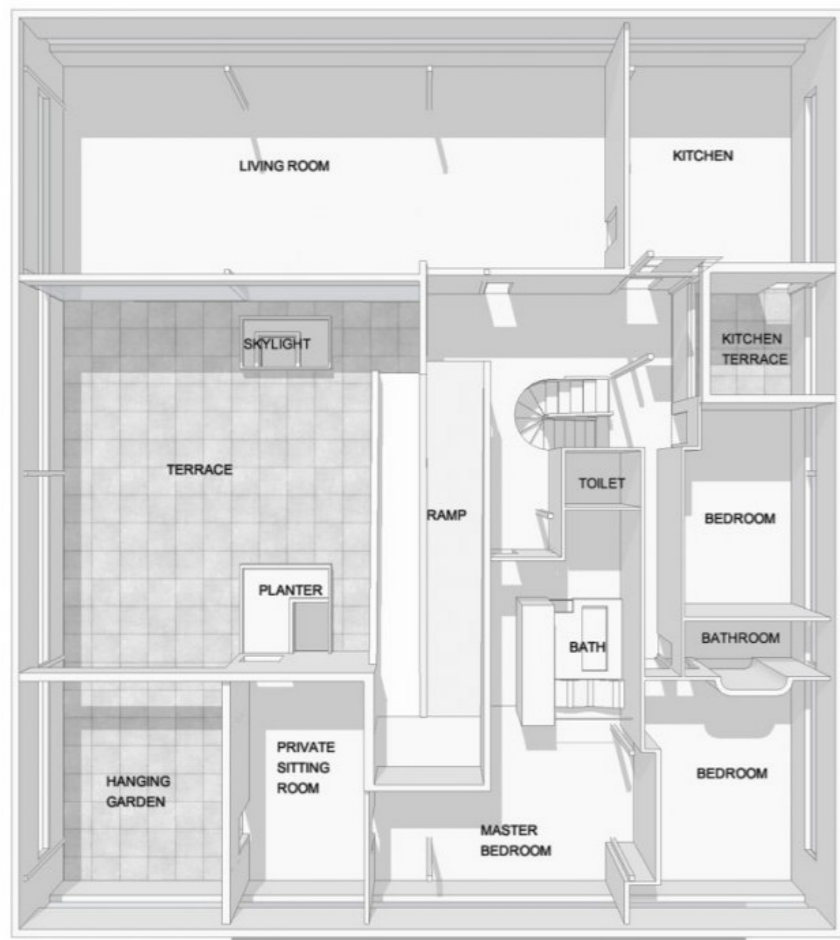 LIVING ROOM
KITCHEN
SKYLIGHT
KITCHEN
TERRACE
TERRACE
TOILET
RAMP
BEDROOM
PLANTER
BATH
BATHROOM
PRIVATE
SITTING
ROOM
HANGING
GARDEN
BEDROOM
MASTER
BEDROOM